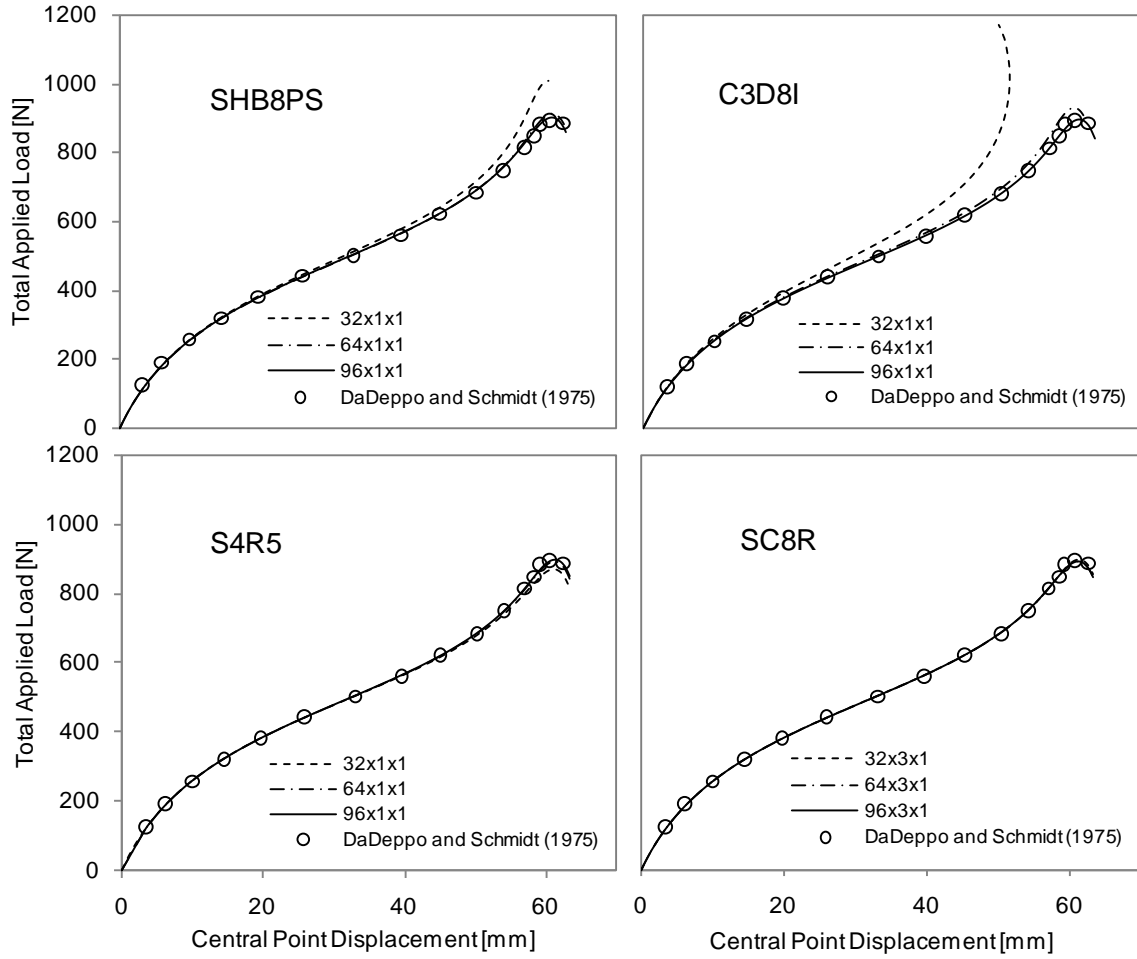 1200
1000
800
600
400
200
0
Total Applied Load [N]
SHB8PS
32x1x1
64x1x1
96x1x1
DaDeppo and Schmidt (1975)
C3D8I
32x1x1
64x1x1
96x1x1
DaDeppo and Schmidt (1975)
1200
1000
800
600
400
200
0
Total Applied Load [N]
S4R5
32x1x1
64x1x1
96x1x1
DaDeppo and Schmidt (1975)
0 20 40 60
Central Point Displacement [mm]
SC8R
32x3x1
64x3x1
96x3x1
DaDeppo and Schmidt (1975)
0 20 40 60
Central Point Displacement [mm]